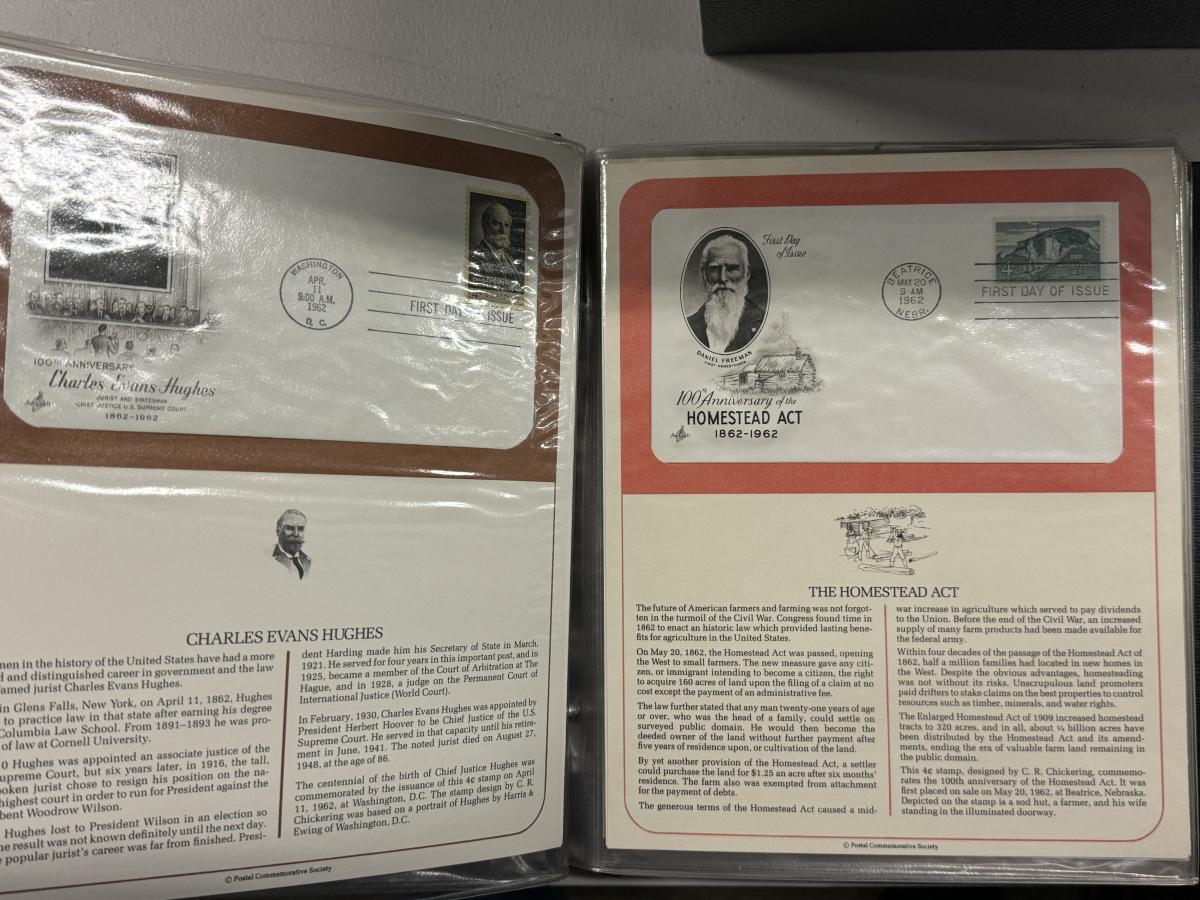 WASHINGTON
APR.
11
9:00 A.M.
1962
D. C.
FIRST DAY ISSUE
100TH ANNIVERSARY
Charles Evans Hughes
JURIST AND STATESMAN
CHIEF JUSTICE U.S. SUPREME COURT
1862-1962
ArtCraft
CHARLES EVANS HUGHES
men in the history of the United States have had a more
and distinguished career in government and the law
famed jurist Charles Evans Hughes.
in Glens Falls, New York, on April 11, 1862, Hughes
to practice law in that state after earning his degree
Columbia Law School. From 1891–1893 he was pro-
of law at Cornell University.
0 Hughes was appointed an associate justice of the
upreme Court, but six years later, in 1916, the tall,
oken jurist chose to resign his position on the na-
highest court in order to run for President against the
bent Woodrow Wilson.
Hughes lost to President Wilson in an election so
he result was not known definitely until the next day.
popular jurist's career was far from finished. Presi-
dent Harding made him his Secretary of State in March,
1921. He served for four years in this important post, and in
1925, became a member of the Court of Arbitration at The
Hague, and in 1928, a judge on the Permanent Court of
International Justice (World Court).
In February, 1930, Charles Evans Hughes was appointed by
President Herbert Hoover to be Chief Justice of the U.S.
Supreme Court. He served in that capacity until his retire-
ment in June, 1941. The noted jurist died on August 27,
1948, at the age of 86.
The centennial of the birth of Chief Justice Hughes was
commemorated by the issuance of this 4¢ stamp on April
11, 1962, at Washington, D.C. The stamp design by C. R.
Chickering was based on a portrait of Hughes by Harris &
Ewing of Washington, D.C.
© Postal Commemorative Society
First Day
of Issue
BEATRICE
MAY 20
9-AM
1962
NEBR.
4¢
FIRST DAY OF ISSUE
DANIEL FREEMAN
FIRST HOMESTEADER
100th Anniversary of the
HOMESTEAD ACT
1862-1962
ArtCraft
THE HOMESTEAD ACT
The future of American farmers and farming was not forgot-
ten in the turmoil of the Civil War. Congress found time in
1862 to enact an historic law which provided lasting bene-
fits for agriculture in the United States.
On May 20, 1862, the Homestead Act was passed, opening
the West to small farmers. The new measure gave any citi-
zen, or immigrant intending to become a citizen, the right
to acquire 160 acres of land upon the filing of a claim at no
cost except the payment of an administrative fee.
The law further stated that any man twenty-one years of age
or over, who was the head of a family, could settle on
surveyed public domain. He would then become the
deeded owner of the land without further payment after
five years of residence upon, or cultivation of the land.
By yet another provision of the Homestead Act, a settler
could purchase the land for $1.25 an acre after six months'
residence. The farm also was exempted from attachment
for the payment of debts.
The generous terms of the Homestead Act caused a mid-
war increase in agriculture which served to pay dividends
to the Union. Before the end of the Civil War, an increased
supply of many farm products had been made available for
the federal army.
Within four decades of the passage of the Homestead Act of
1862, half a million families had located in new homes in
the West. Despite the obvious advantages, homesteading
was not without its risks. Unscrupulous land promoters
paid drifters to stake claims on the best properties to control
resources such as timber, minerals, and water rights.
The Enlarged Homestead Act of 1909 increased homestead
tracts to 320 acres, and in all, about ¼ billion acres have
been distributed by the Homestead Act and its amend-
ments, ending the era of valuable farm land remaining in
the public domain.
This 4¢ stamp, designed by C. R. Chickering, commemo-
rates the 100th anniversary of the Homestead Act. It was
first placed on sale on May 20, 1962, at Beatrice, Nebraska.
Depicted on the stamp is a sod hut, a farmer, and his wife
standing in the illuminated doorway.
© Postal Commemorative Society